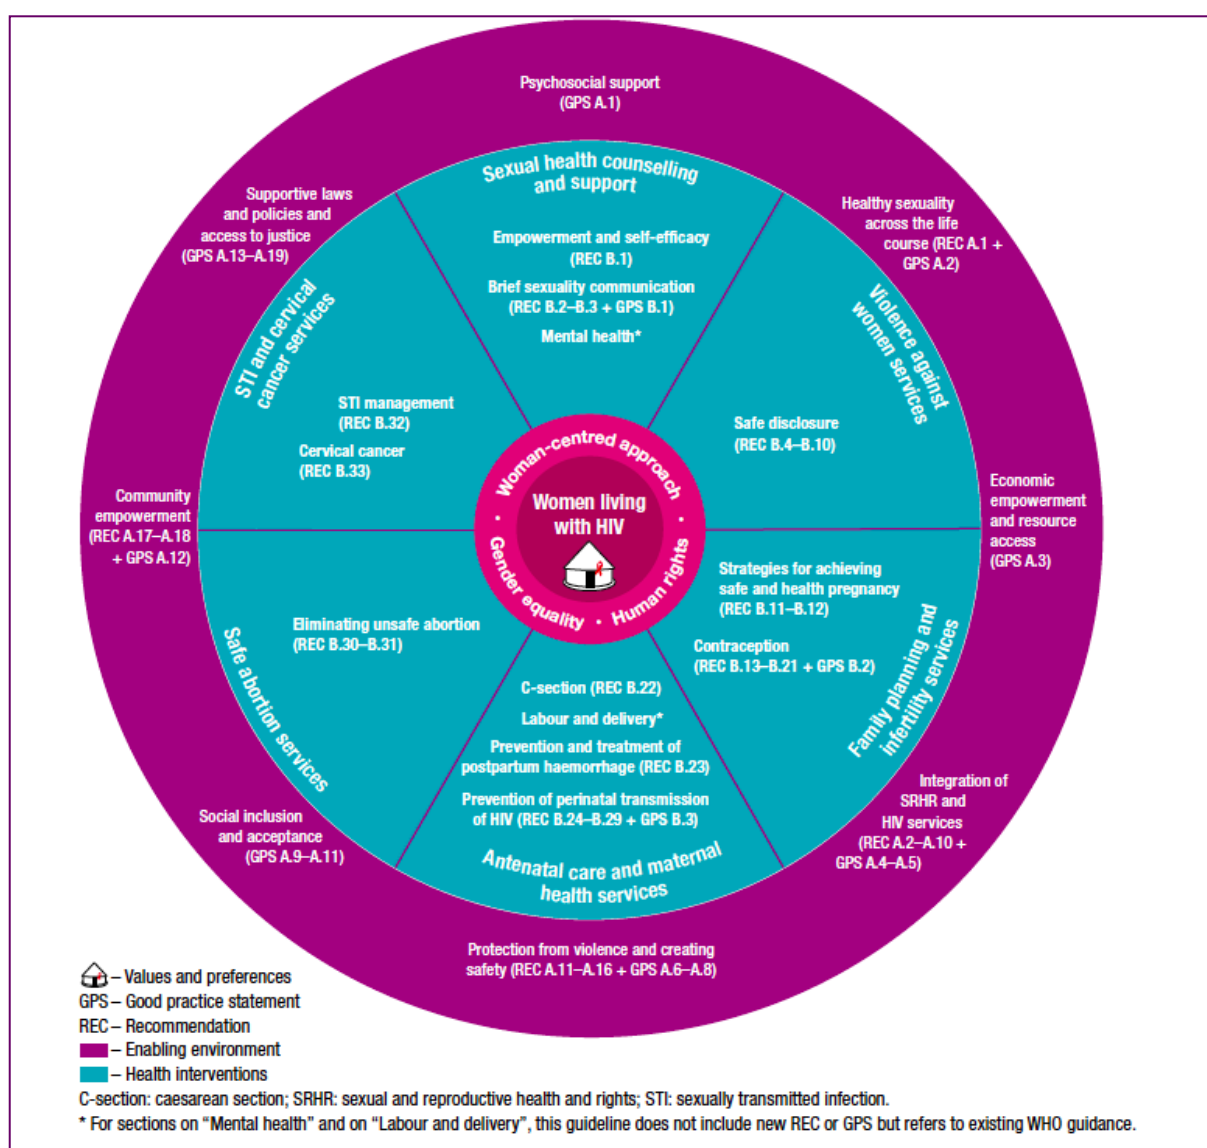 Psychosocial support
(GPS A.1)
Healthy sexuality
across the life
course (REC A.1 +
GPS A.2)
Economic
empowerment
and resource
access
(GPS A.3)
Integration of
SRHR and
HIV services
(REC A.2–A.10 +
GPS A.4–A.5)
Protection from violence and creating
safety (REC A.11–A.16 + GPS A.6–A.8)
Social inclusion
and acceptance
(GPS A.9–A.11)
Community
empowerment
(REC A.17–A.18
+ GPS A.12)
Supportive laws
and policies and
access to justice
(GPS A.13–A.19)
Sexual health counselling
and support
Empowerment and self-efficacy
(REC B.1)
Brief sexuality communication
(REC B.2–B.3 + GPS B.1)
Mental health*
Violence against
women services
Safe disclosure
(REC B.4–B.10)
Family planning and
infertility services
Strategies for achieving
safe and health pregnancy
(REC B.11–B.12)
Contraception
(REC B.13–B.21 + GPS B.2)
C-section (REC B.22)
Labour and delivery*
Prevention and treatment of
postpartum haemorrhage (REC B.23)
Prevention of perinatal transmission
of HIV (REC B.24–B.29 + GPS B.3)
Antenatal care and maternal
health services
Safe abortion services
Eliminating unsafe abortion
(REC B.30–B.31)
STI and cervical
cancer services
STI management
(REC B.32)
Cervical cancer
(REC B.33)
Woman-centred approach
• Human rights •
Gender equality •
Women living
with HIV
– Values and preferences
GPS – Good practice statement
REC – Recommendation
– Enabling environment
– Health interventions
C-section: caesarean section; SRHR: sexual and reproductive health and rights; STI: sexually transmitted infection.
* For sections on “Mental health” and on “Labour and delivery”, this guideline does not include new REC or GPS but refers to existing WHO guidance.